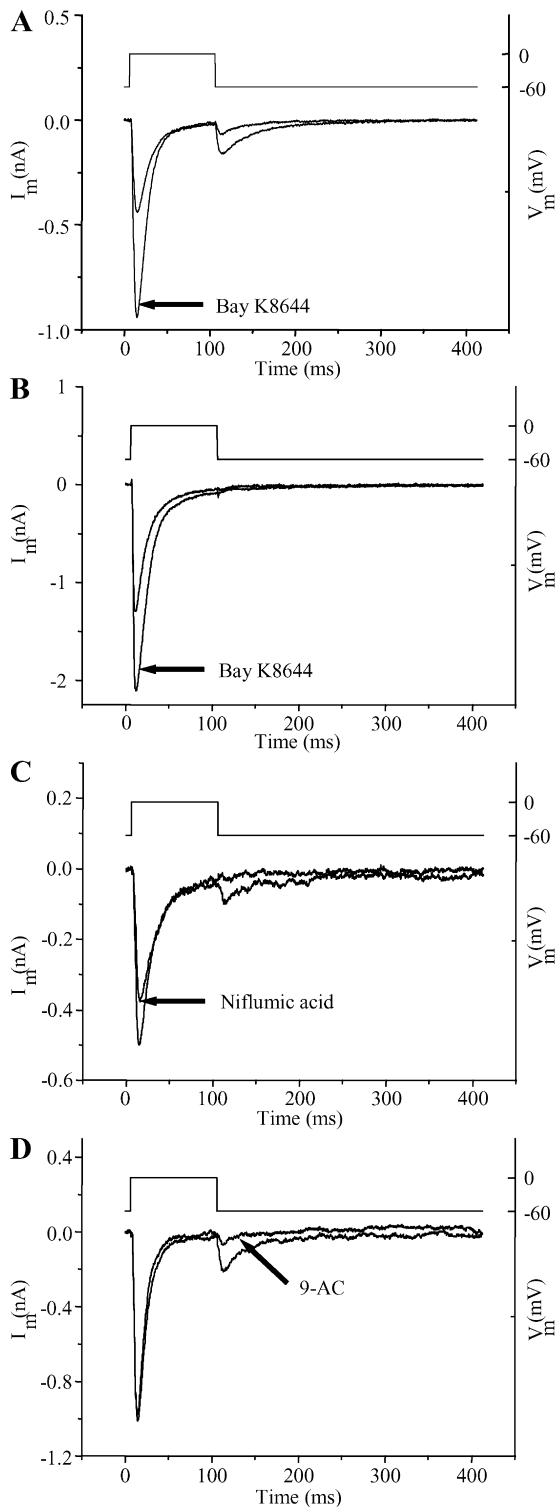 A
0.5
0.0
-0.5
-1.0
I m (nA)
0
-60
V m (mV)
Bay K8644
0 100 200 300 400
Time (ms)
B
1
0
-1
-2
I m (nA)
0
-60
V m (mV)
Bay K8644
0 100 200 300 400
Time (ms)
C
0.2
0.0
-0.2
-0.4
-0.6
I m (nA)
0
-60
V m (mV)
Niflumic acid
0 100 200 300 400
Time (ms)
D
0.4
0.0
-0.4
-0.8
-1.2
I m (nA)
0
-60
V m (mV)
9-AC
0 100 200 300 400
Time (ms)